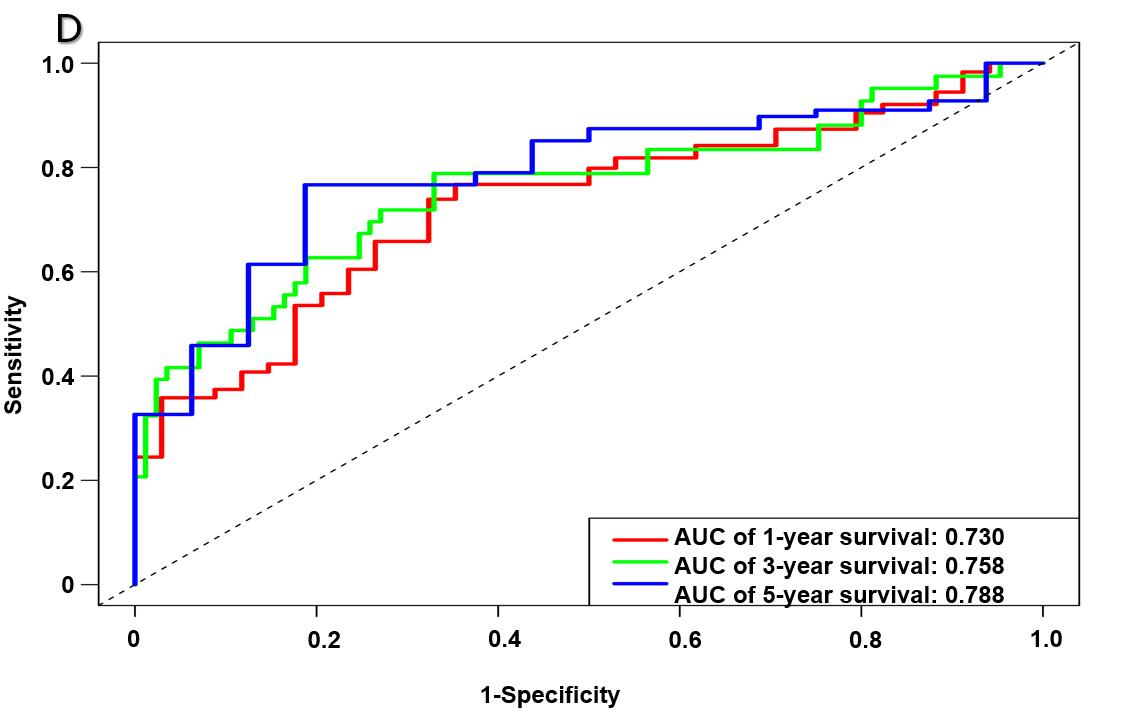 D
1.0
0.8
0.6
0.4
0.2
0
Sensitivity
AUC of 1-year survival: 0.730
AUC of 3-year survival: 0.758
AUC of 5-year survival: 0.788
0 0.2 0.4 0.6 0.8 1.0
1-Specificity